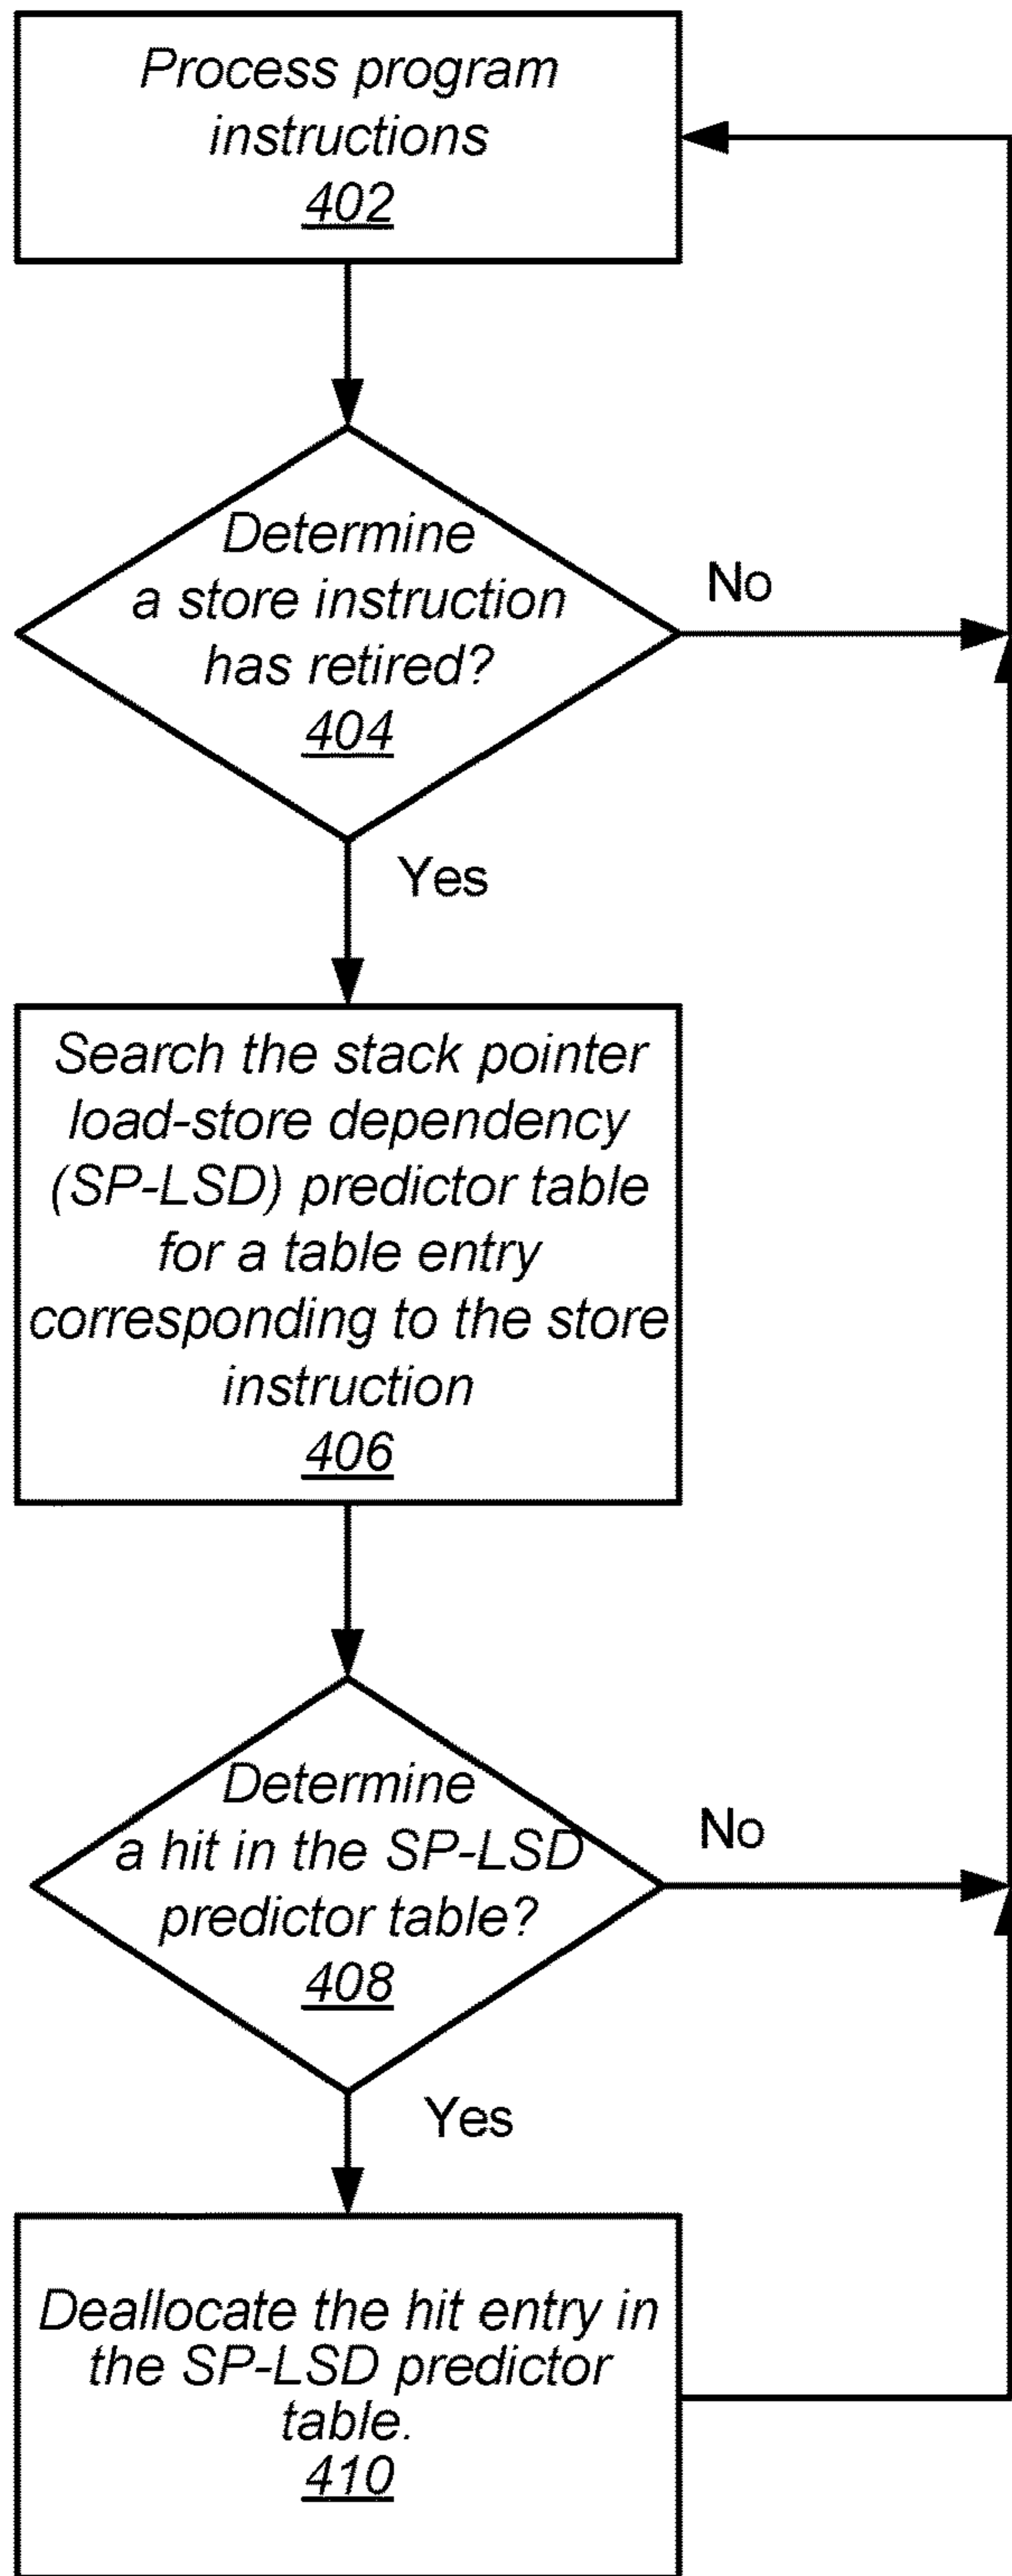 Process program
instructions
402
Determine
a store instruction
has retired?
404
No
Yes
Search the stack pointer
load-store dependency
(SP-LSD) predictor table
for a table entry
corresponding to the store
instruction
406
Determine
a hit in the SP-LSD
predictor table?
408
No
Yes
Deallocate the hit entry in
the SP-LSD predictor
table.
410